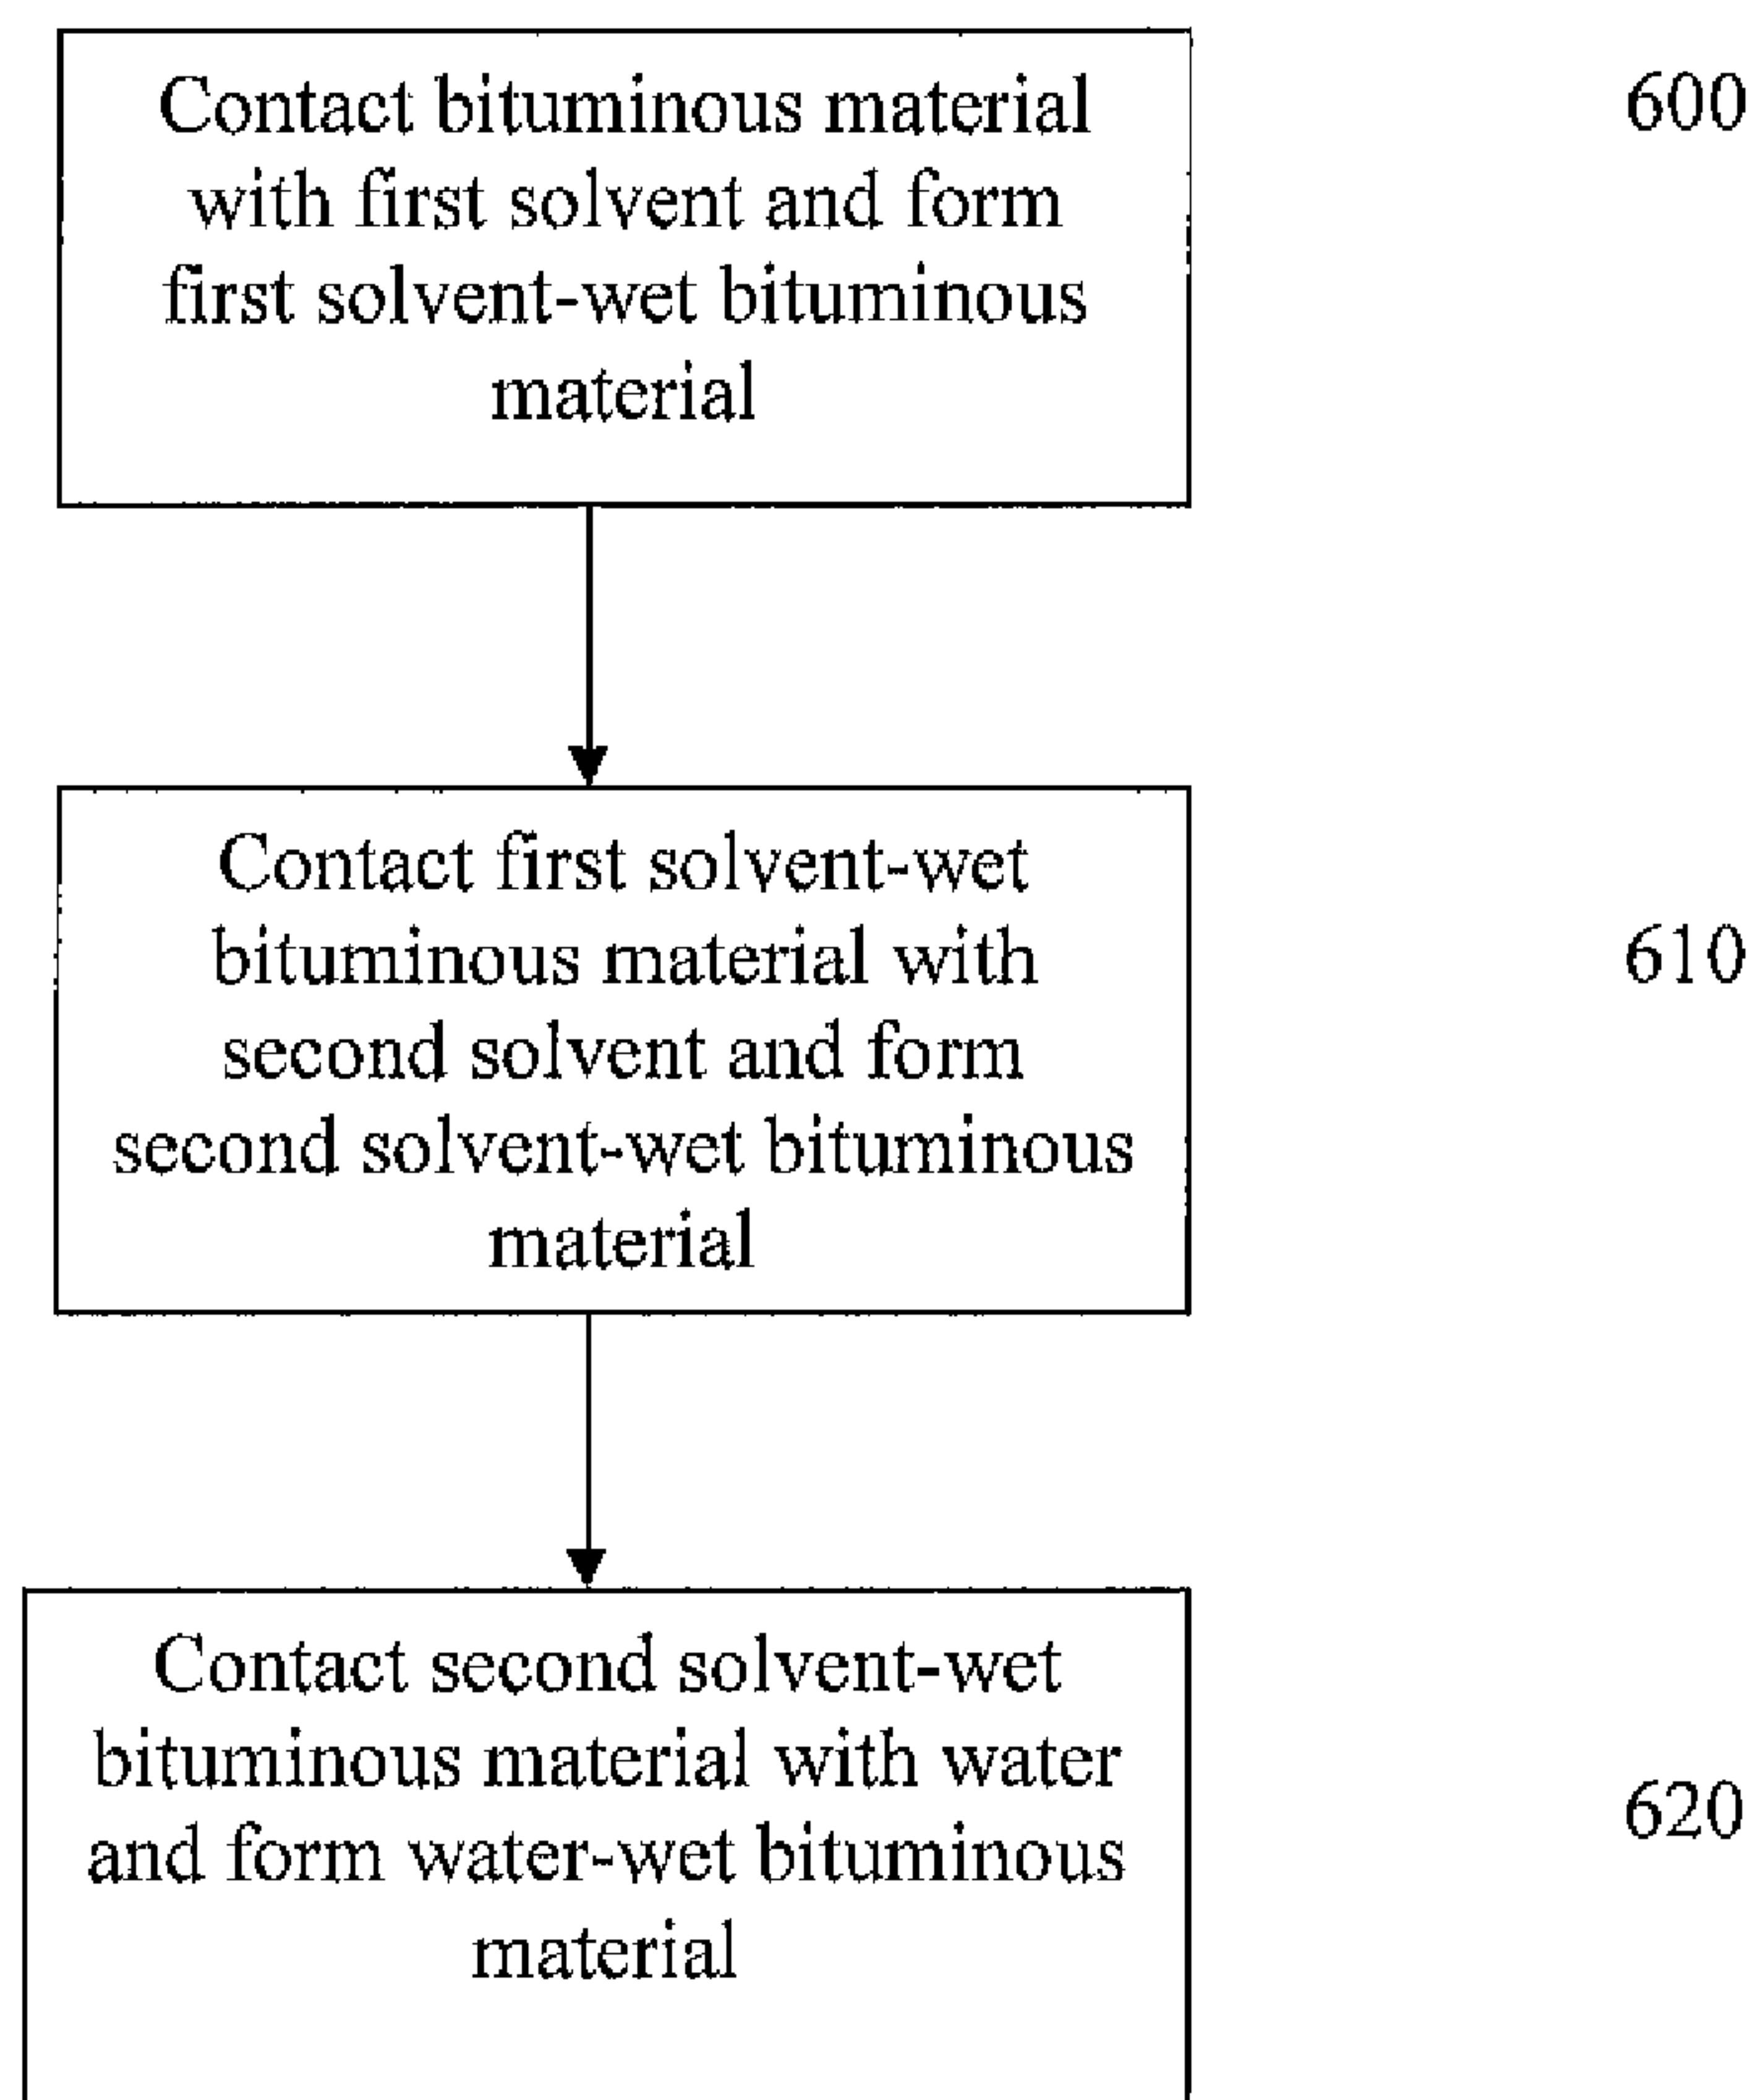 Contact bituminous material
with first solvent and form
first solvent-wet bituminous
material
600
Contact first solvent-wet
bituminous material with
second solvent and form
second solvent-wet bituminous
material
610
Contact second solvent-wet
bituminous material with water
and form water-wet bituminous
material
620